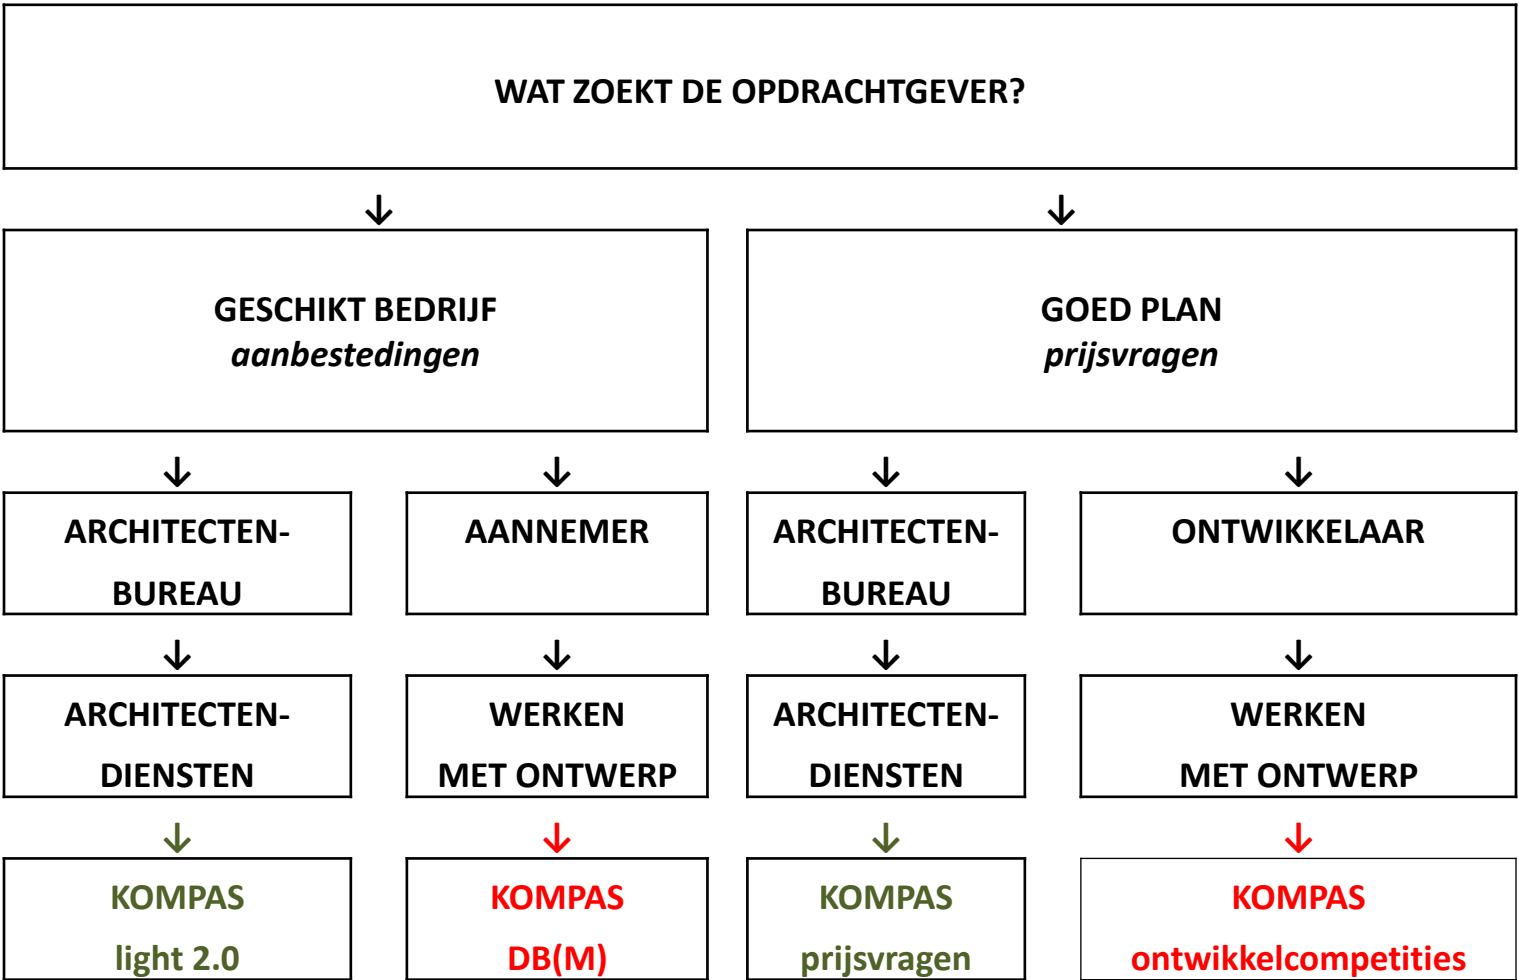 WAT ZOEKT DE OPDRACHTGEVER?
↓ ↓
GESCHIKT BEDRIJF
aanbestedingen
GOED PLAN
prijsvragen
↓ ↓ ↓ ↓
ARCHITECTEN-
BUREAU
AANNEMER
ARCHITECTEN-
BUREAU
ONTWIKKELAAR
↓ ↓ ↓ ↓
ARCHITECTEN-
DIENSTEN
WERKEN
MET ONTWERP
ARCHITECTEN-
DIENSTEN
WERKEN
MET ONTWERP
↓ ↓ ↓ ↓
KOMPAS
light 2.0
KOMPAS
DB(M)
KOMPAS
prijsvragen
KOMPAS
ontwikkelcompetities